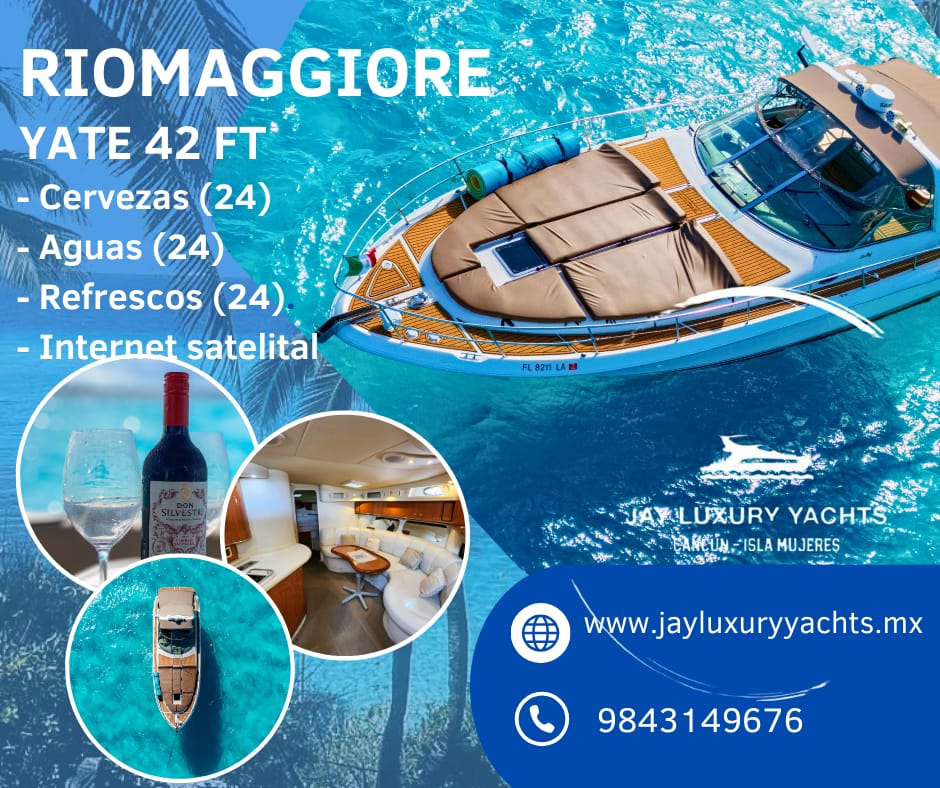 RIOMAGGIORE
YATE 42 FT
- Cervezas (24)
- Aguas (24)
- Refrescos (24)
- Internet satelital
FL 8211 LA
DON
JAY LUXURY YACHTS
CANCÚN - ISLA MUJERES
www.jayluxuryyachts.mx
9843149676